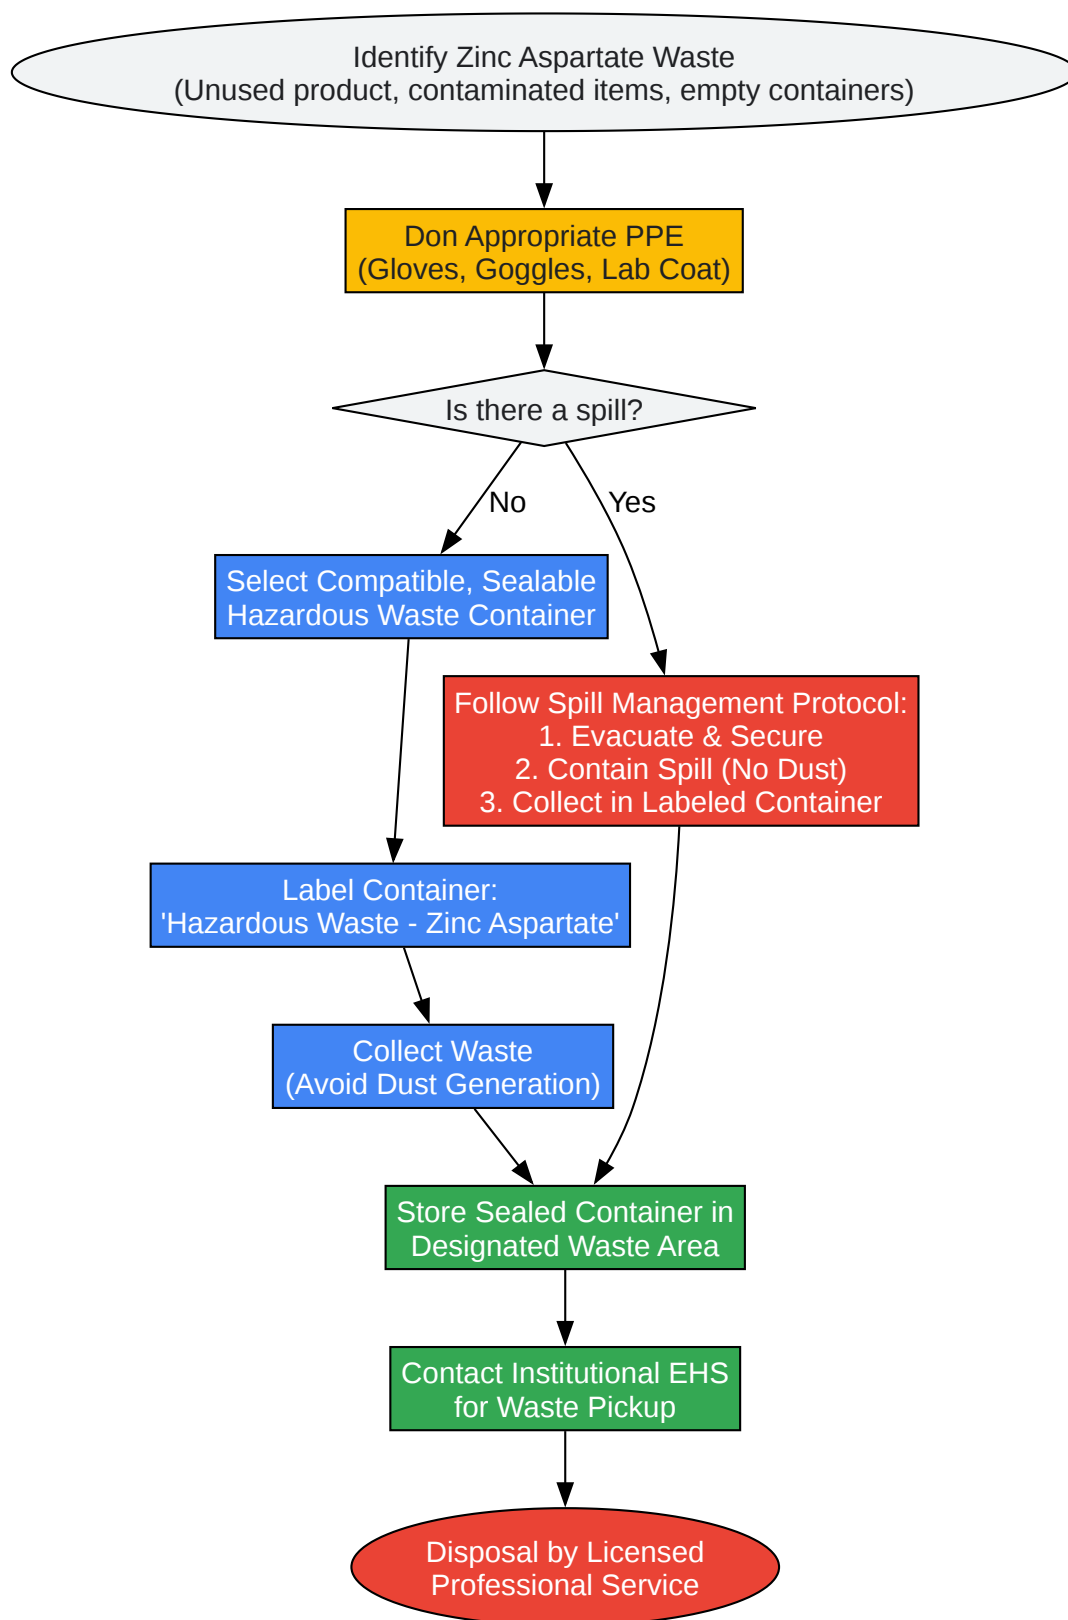 Identify Zinc Aspartate Waste
(Unused product, contaminated items, empty containers)
Don Appropriate PPE
(Gloves, Goggles, Lab Coat)
Is there a spill?
No
Yes
Select Compatible, Sealable
Hazardous Waste Container
Follow Spill Management Protocol:
1. Evacuate & Secure
2. Contain Spill (No Dust)
3. Collect in Labeled Container
Label Container:
'Hazardous Waste - Zinc Aspartate'
Collect Waste
(Avoid Dust Generation)
Store Sealed Container in
Designated Waste Area
Contact Institutional EHS
for Waste Pickup
Disposal by Licensed
Professional Service